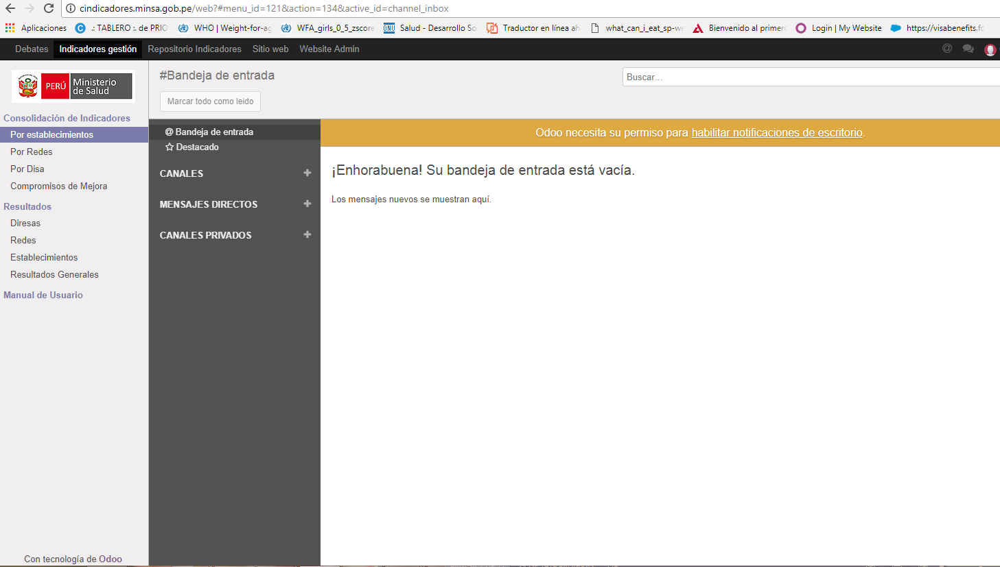 cindicadores.minsa.gob.pe/web?#menu_id=121&action=134&active_id=channel_inbox
Aplicaciones
.: TABLERO :. de PRIO
WHO | Weight-for-ag
WFA_girls_0_5_zscore
Salud - Desarrollo So
Traductor en línea ah
what_can_i_eat_sp-we
Bienvenido al primero
Login | My Website
https://visabenefits.fo
Debates
Indicadores gestión
Repositorio Indicadores
Sitio web
Website Admin
PERÚ
Ministerio
de Salud
Consolidación de Indicadores
Por establecimientos
Por Redes
Por Disa
Compromisos de Mejora
Resultados
Diresas
Redes
Establecimientos
Resultados Generales
Manual de Usuario
Con tecnología de Odoo
#Bandeja de entrada
Buscar...
Marcar todo como leido
@ Bandeja de entrada
Destacado
CANALES
MENSAJES DIRECTOS
CANALES PRIVADOS
Odoo necesita su permiso para habilitar notificaciones de escritorio.
¡Enhorabuena! Su bandeja de entrada está vacía.
Los mensajes nuevos se muestran aquí.